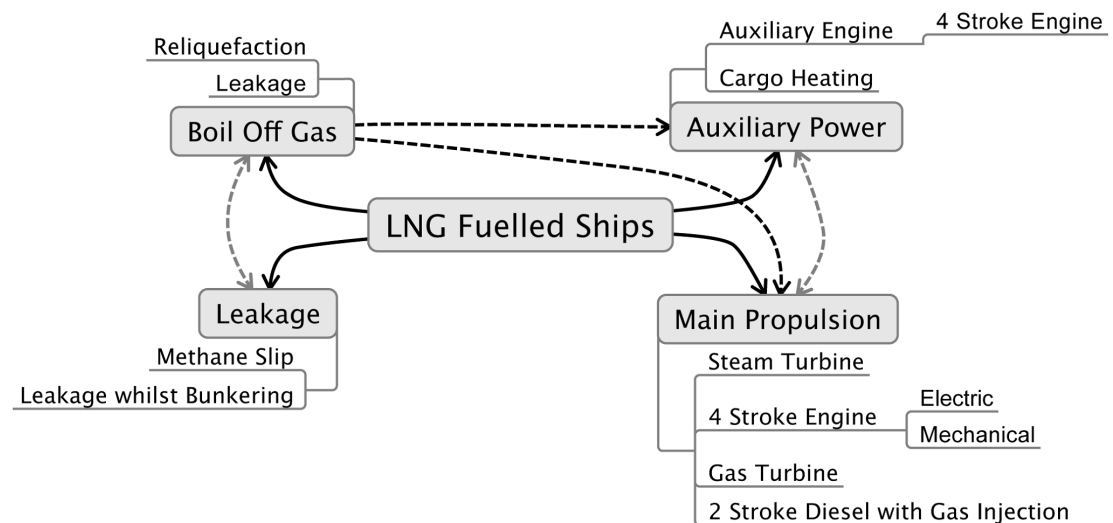 Reliquefaction
Leakage
Boil Off Gas
Auxiliary Engine
4 Stroke Engine
Cargo Heating
Auxiliary Power
LNG Fuelled Ships
Leakage
Methane Slip
Leakage whilst Bunkering
Main Propulsion
Steam Turbine
4 Stroke Engine
Electric
Mechanical
Gas Turbine
2 Stroke Diesel with Gas Injection